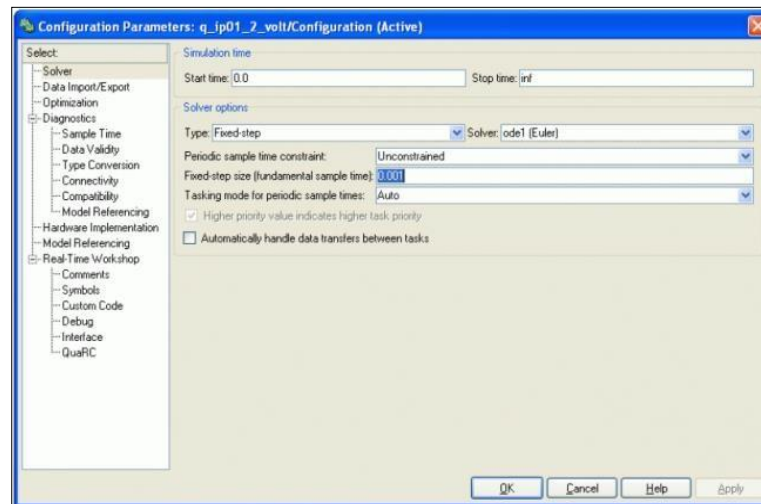 Configuration Parameters: q_ip01_2_volt/Configuration (Active)
Select:
Solver
Data Import/Export
Optimization
Diagnostics
Sample Time
Data Validity
Type Conversion
Connectivity
Compatibility
Model Referencing
Hardware Implementation
Model Referencing
Real-Time Workshop
Comments
Symbols
Custom Code
Debug
Interface
QuaRC
Simulation time
Start time: 0.0 Stop time: inf
Solver options
Type: Fixed-step Solver: ode1 (Euler)
Periodic sample time constraint: Unconstrained
Fixed-step size (fundamental sample time): 0.001
Tasking mode for periodic sample times: Auto
Higher priority value indicates higher task priority
Automatically handle data transfers between tasks
OK Cancel Help Apply